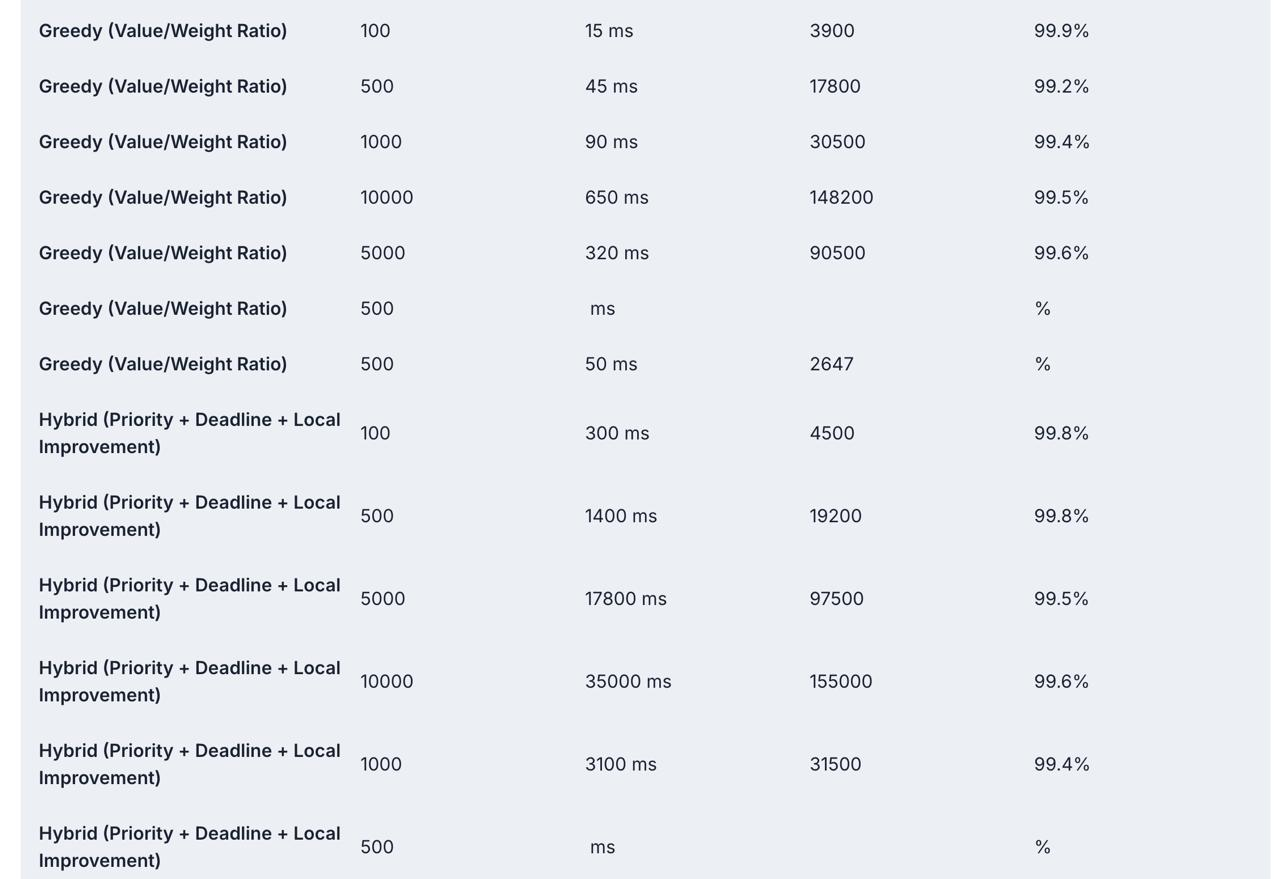 Greedy (Value/Weight Ratio) 100 15 ms 3900 99.9%
Greedy (Value/Weight Ratio) 500 45 ms 17800 99.2%
Greedy (Value/Weight Ratio) 1000 90 ms 30500 99.4%
Greedy (Value/Weight Ratio) 10000 650 ms 148200 99.5%
Greedy (Value/Weight Ratio) 5000 320 ms 90500 99.6%
Greedy (Value/Weight Ratio) 500 ms %
Greedy (Value/Weight Ratio) 500 50 ms 2647 %
Hybrid (Priority + Deadline + Local
Improvement) 100 300 ms 4500 99.8%
Hybrid (Priority + Deadline + Local
Improvement) 500 1400 ms 19200 99.8%
Hybrid (Priority + Deadline + Local
Improvement) 5000 17800 ms 97500 99.5%
Hybrid (Priority + Deadline + Local
Improvement) 10000 35000 ms 155000 99.6%
Hybrid (Priority + Deadline + Local
Improvement) 1000 3100 ms 31500 99.4%
Hybrid (Priority + Deadline + Local
Improvement) 500 ms %